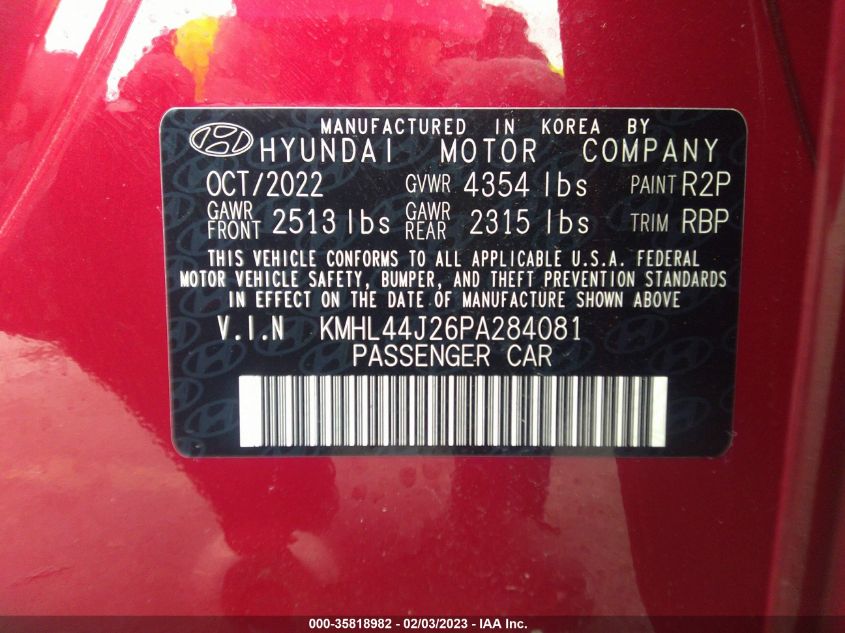 MANUFACTURED IN KOREA BY
HYUNDAI MOTOR COMPANY
OCT/2022 GVWR 4354 lbs PAINT R2P
GAWR FRONT 2513 lbs GAWR REAR 2315 lbs TRIM RBP
THIS VEHICLE CONFORMS TO ALL APPLICABLE U.S.A. FEDERAL
MOTOR VEHICLE SAFETY, BUMPER, AND THEFT PREVENTION STANDARDS
IN EFFECT ON THE DATE OF MANUFACTURE SHOWN ABOVE
V.I.N KMHL44J26PA284081
PASSENGER CAR
000-35818982 - 02/03/2023 - IAA Inc.